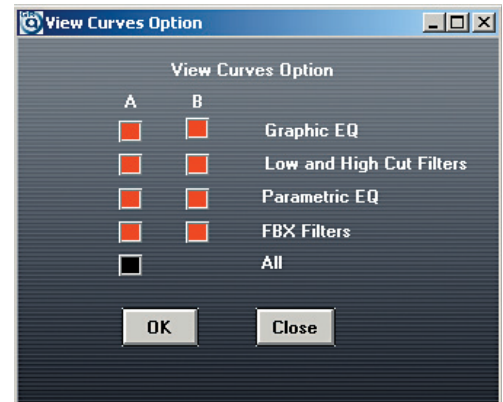 View Curves Option
View Curves Option
A B
Graphic EQ
Low and High Cut Filters
Parametric EQ
FBX Filters
All
OK Close